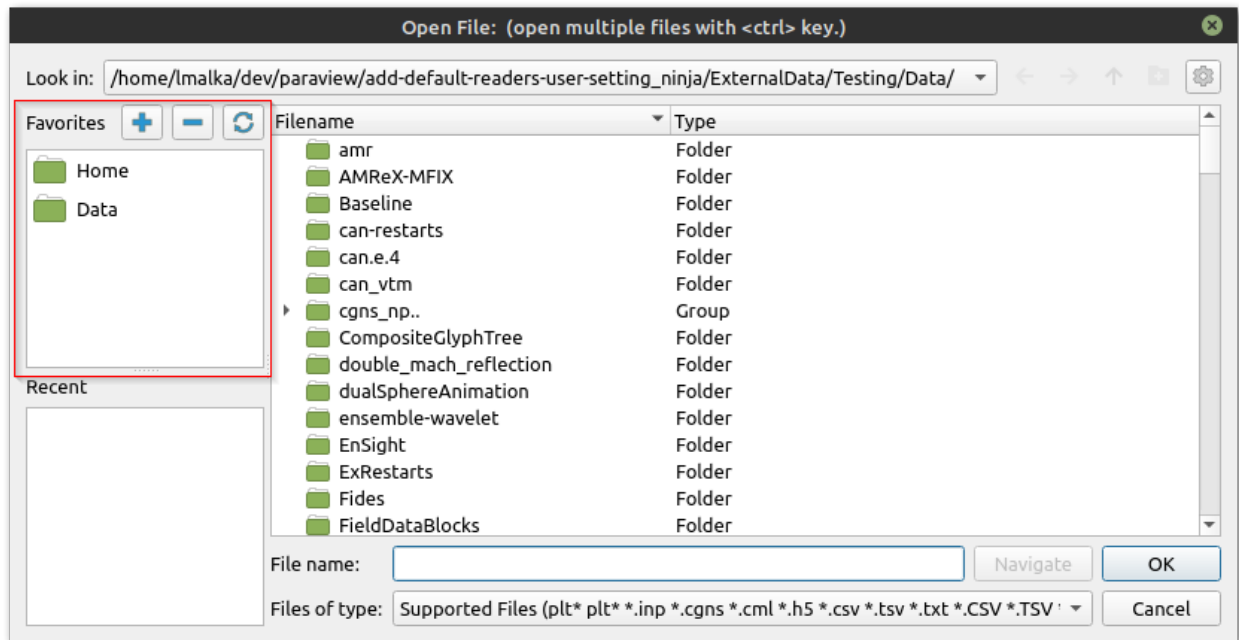 Open File:  (open multiple files with <ctrl> key.)
Look in: /home/lmalka/dev/paraview/add-default-readers-user-setting_ninja/ExternalData/Testing/Data/
Favorites
Home
Data
Recent
Filename Type
amr Folder
AMReX-MFIX Folder
Baseline Folder
can-restarts Folder
can.e.4 Folder
can_vtm Folder
cgns_np.. Group
CompositeGlyphTree Folder
double_mach_reflection Folder
dualSphereAnimation Folder
ensemble-wavelet Folder
EnSight Folder
ExRestarts Folder
Fides Folder
FieldDataBlocks Folder
File name: Navigate OK
Files of type: Supported Files (plt* plt* *.inp *.cgns *.cml *.h5 *.csv *.tsv *.txt *.CSV *.TSV Cancel